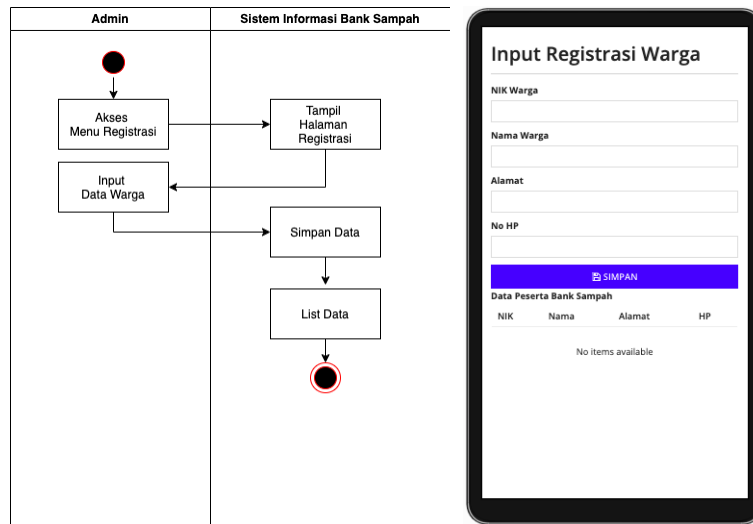 Admin
Sistem Informasi Bank Sampah
Akses
Menu Registrasi
Tampil
Halaman
Registrasi
Input
Data Warga
Simpan Data
List Data
Input Registrasi Warga
NIK Warga
Nama Warga
Alamat
No HP
SIMPAN
Data Peserta Bank Sampah
NIK Nama Alamat HP
No items available